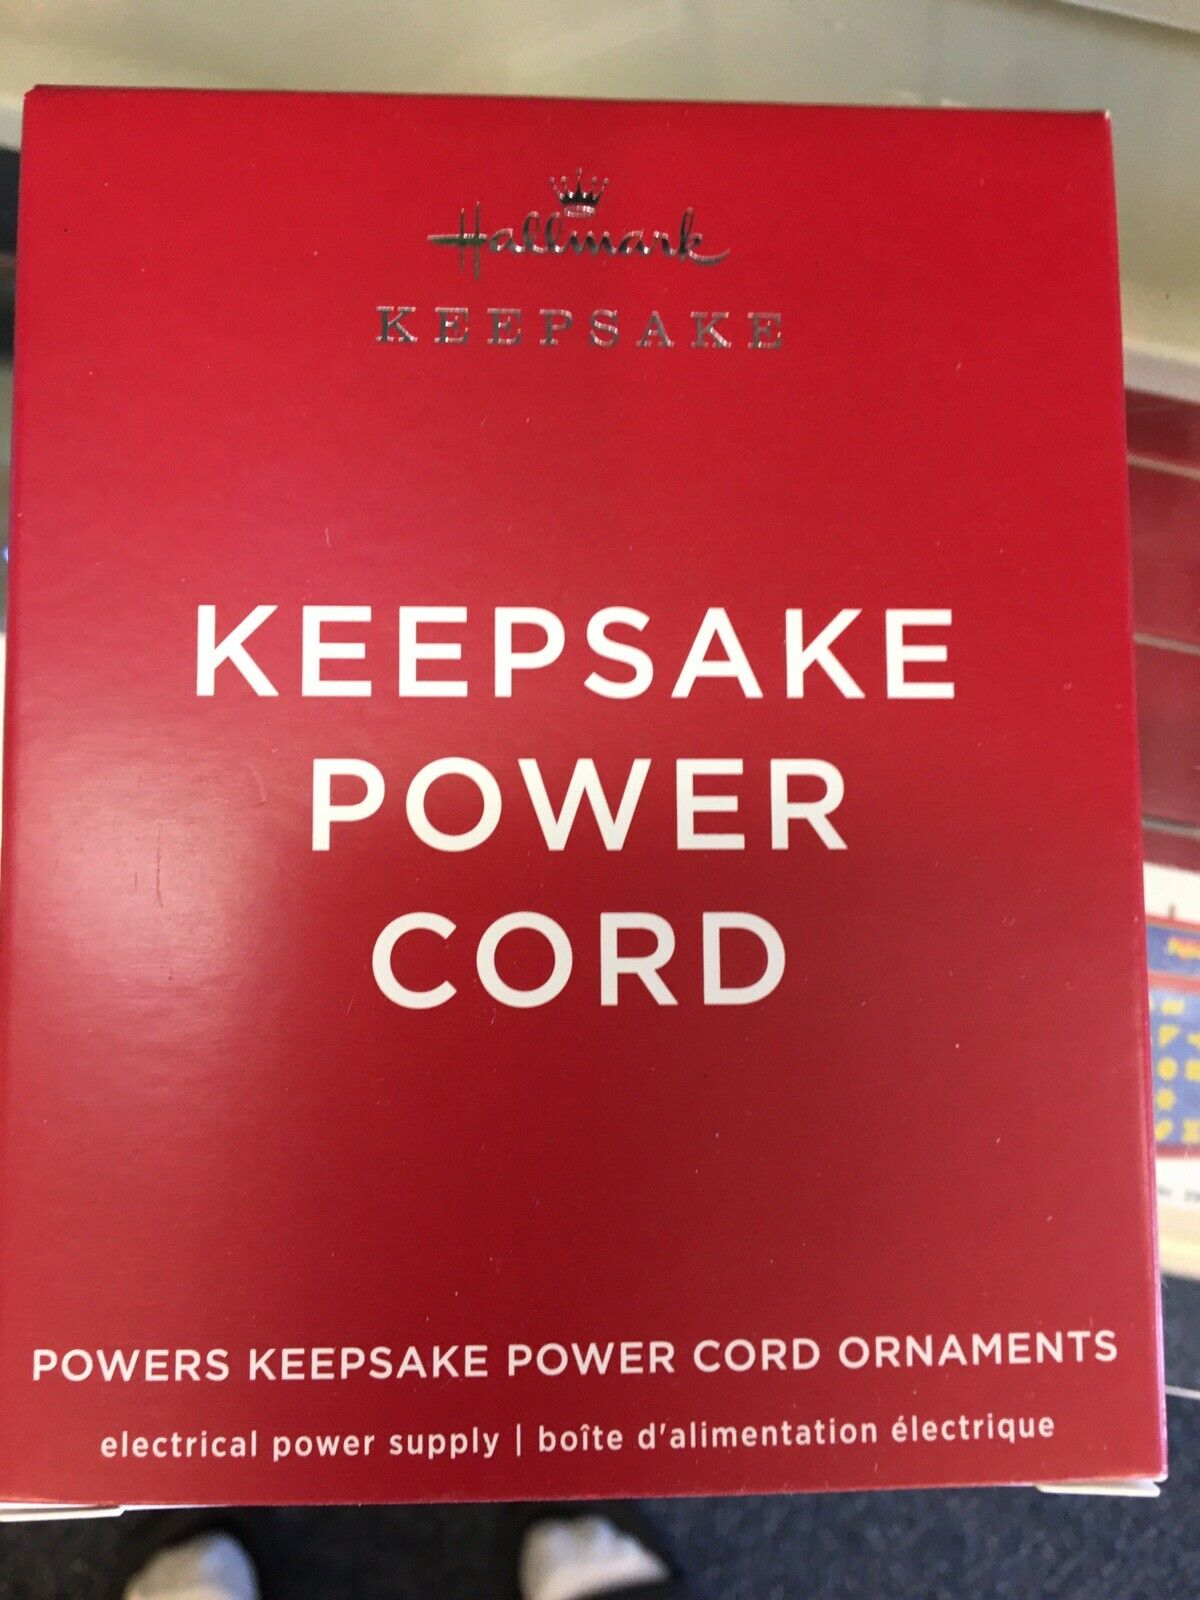 Hallmark
KEEPSAKE
KEEPSAKE
POWER
CORD
POWERS KEEPSAKE POWER CORD ORNAMENTS
electrical power supply | boîte d'alimentation électrique